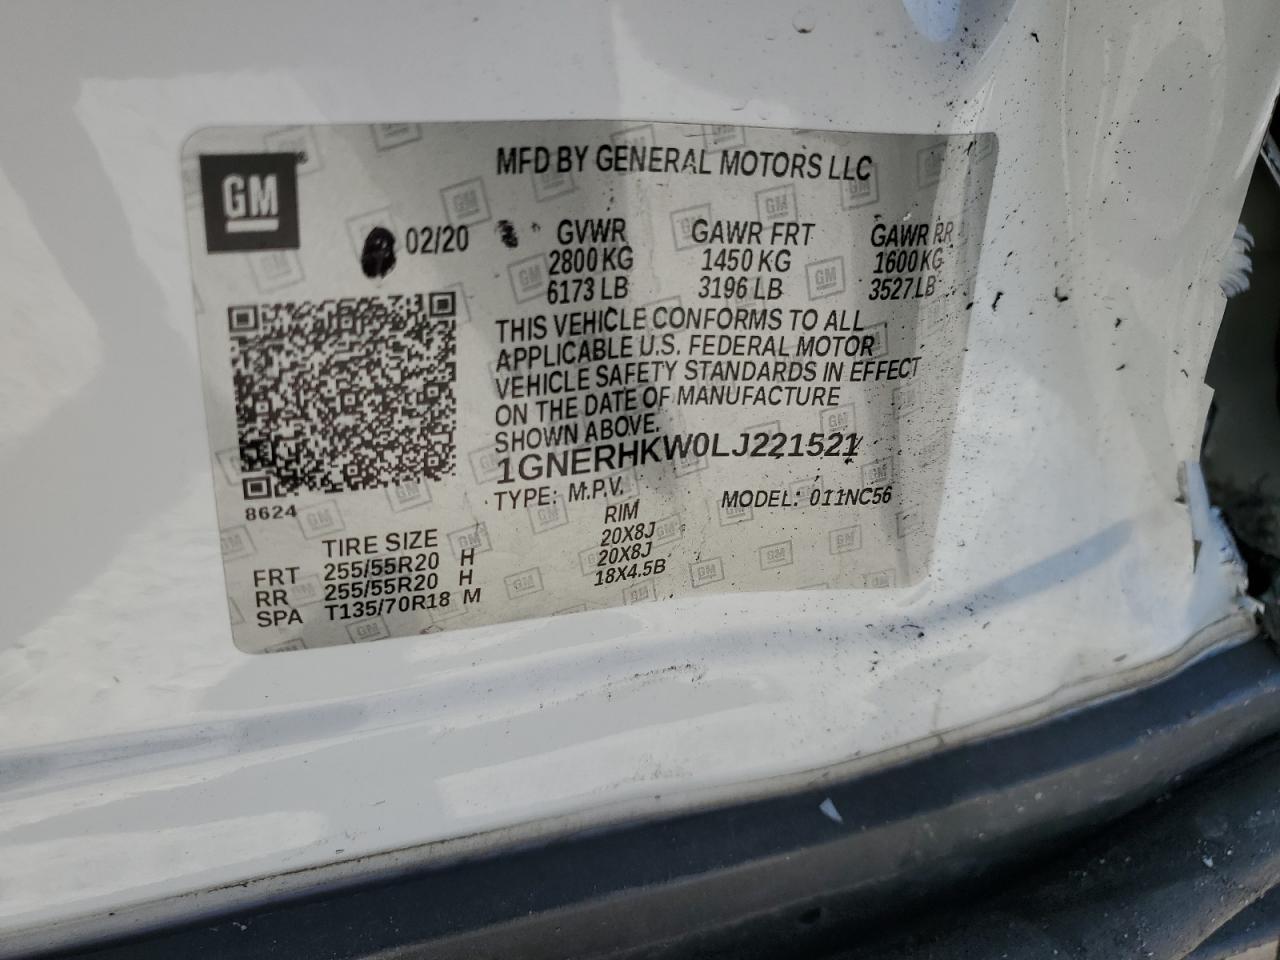 GM
MFD BY GENERAL MOTORS LLC
02/20
GVWR GAWR FRT GAWR RR
2800 KG 1450 KG 1600 KG
6173 LB 3196 LB 3527 LB
THIS VEHICLE CONFORMS TO ALL
APPLICABLE U.S. FEDERAL MOTOR
VEHICLE SAFETY STANDARDS IN EFFECT
ON THE DATE OF MANUFACTURE
SHOWN ABOVE.
1GNERHKW0LJ221521
TYPE: M.P.V. MODEL: 011NC56
8624
TIRE SIZE RIM
FRT 255/55R20 H 20X8J
RR 255/55R20 H 20X8J
SPA T135/70R18 M 18X4.5B